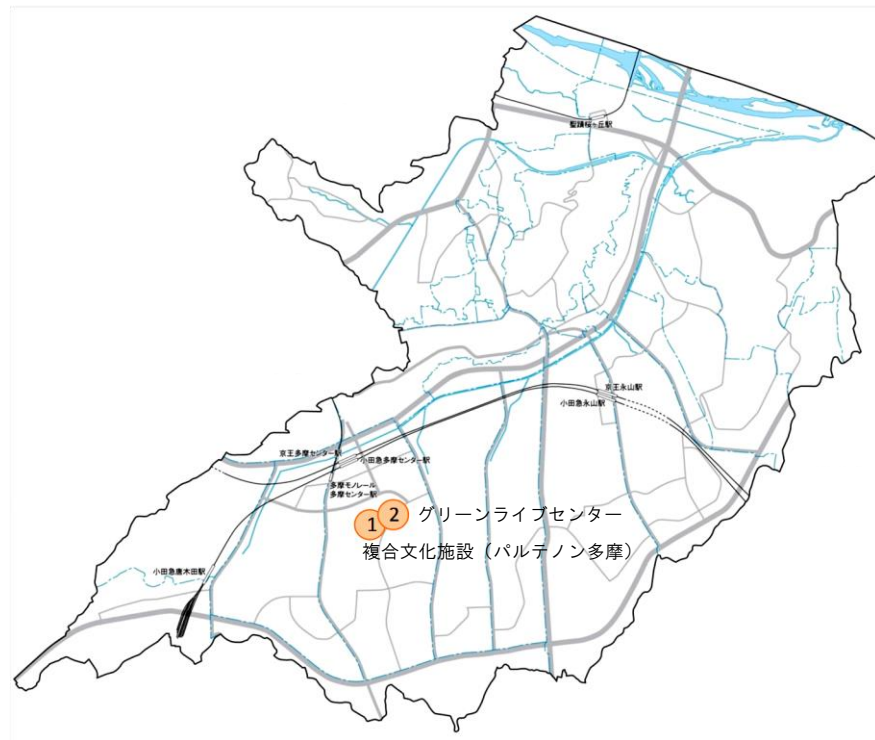 聖蹟桜ヶ丘駅
京王永山駅
小田急永山駅
京王多摩センター駅
小田急多摩センター駅
多摩モノレール
多摩センター駅
1
2
グリーンライブセンター
複合文化施設（パルテノン多摩）
小田急唐木田駅